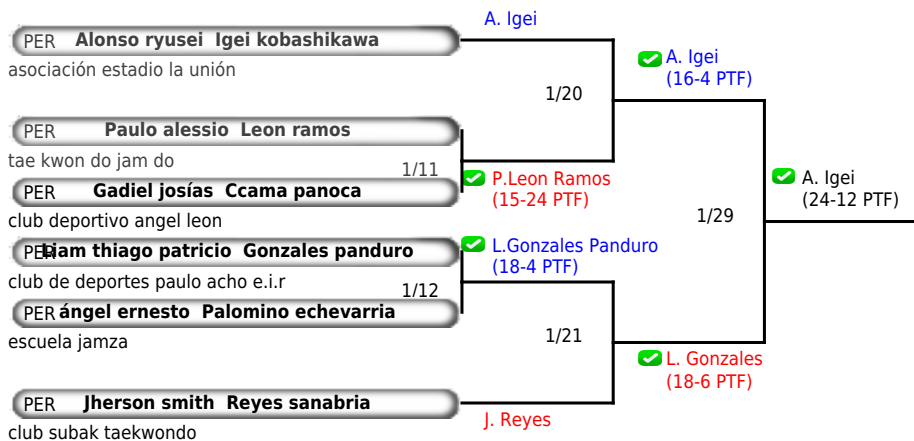 A. Igei
PER Alonso ryusei Igei kobashikawa
asociación estadio la unión
A. Igei
(16-4 PTF)
1/20
PER Paulo alessio Leon ramos
tae kwon do jam do
1/11
P.Leon Ramos
(15-24 PTF)
A. Igei
(24-12 PTF)
PER Gadiel josías Ccama panoca
club deportivo angel leon
1/29
PER Liam thiago patricio Gonzales panduro
L.Gonzales Panduro
(18-4 PTF)
club de deportes paulo acho e.i.r
1/12
PER ángel ernesto Palomino echevarria
escuela jamza
1/21
L. Gonzales
(18-6 PTF)
PER Jherson smith Reyes sanabria
J. Reyes
club subak taekwondo